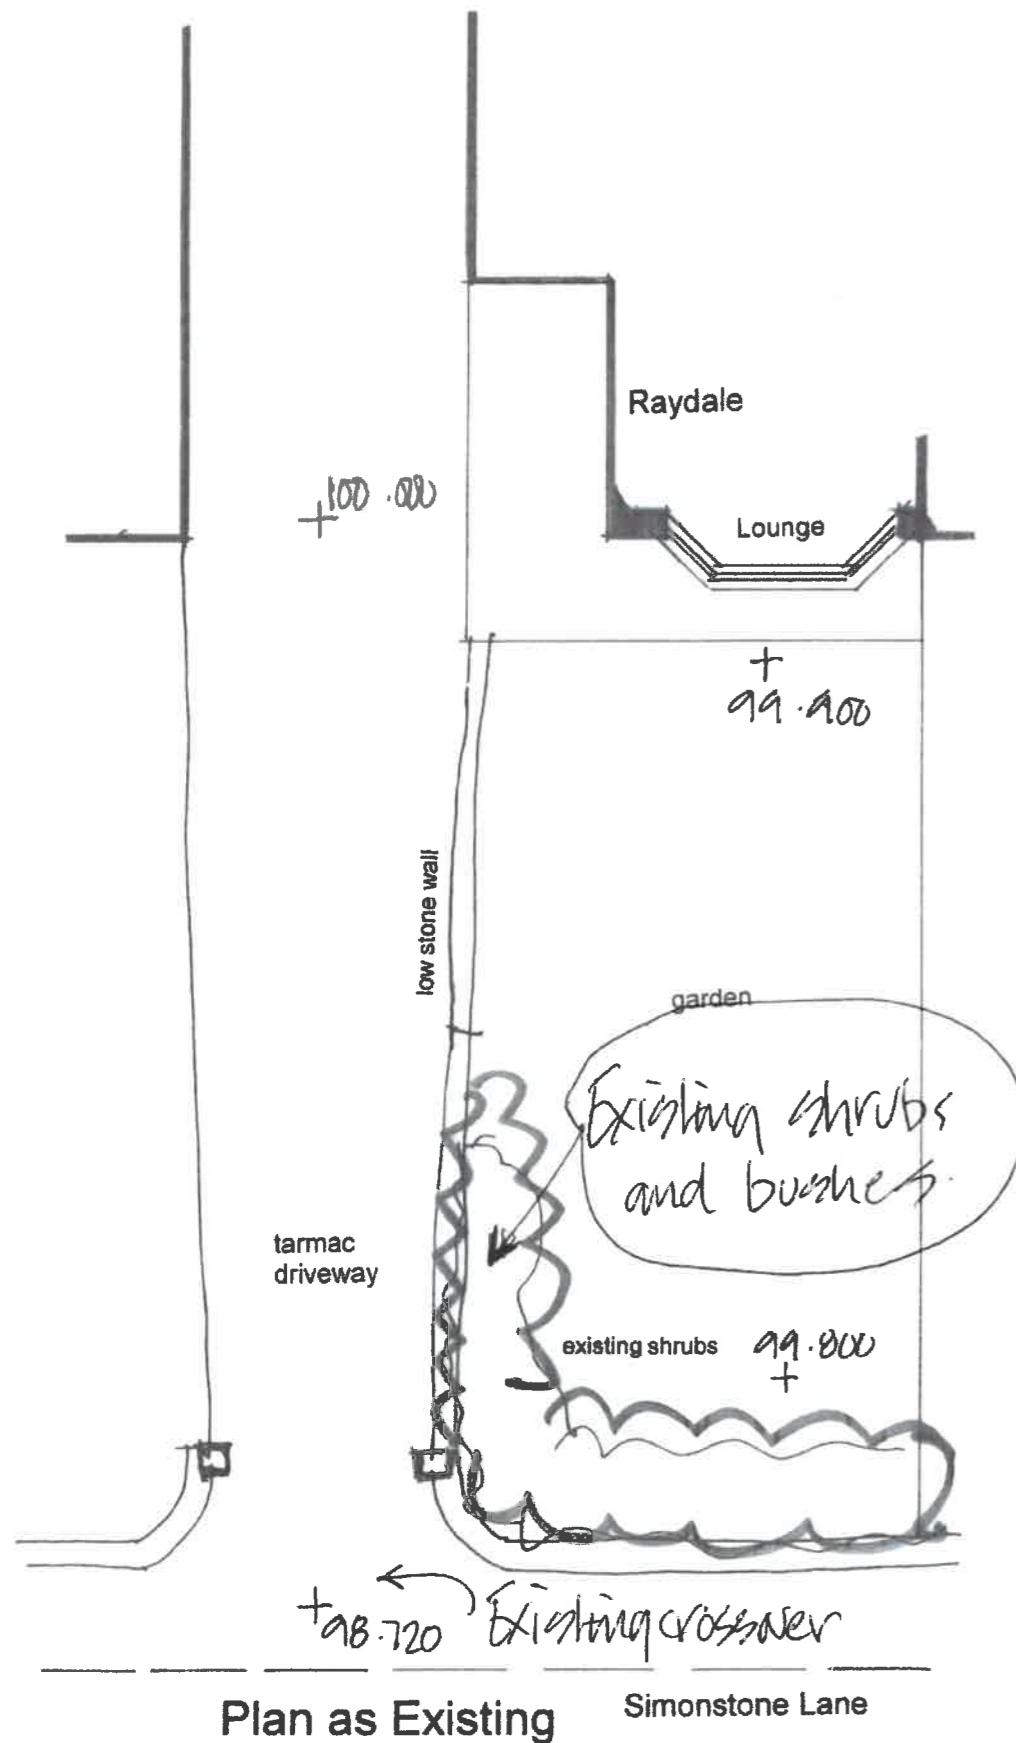 Raydale
100.000
Lounge
99.900
low stone wall
garden
Existing shrubs
and bushes.
tarmac
driveway
existing shrubs
99.800
98.720
Existing crossover
Simonstone Lane
Plan as Existing